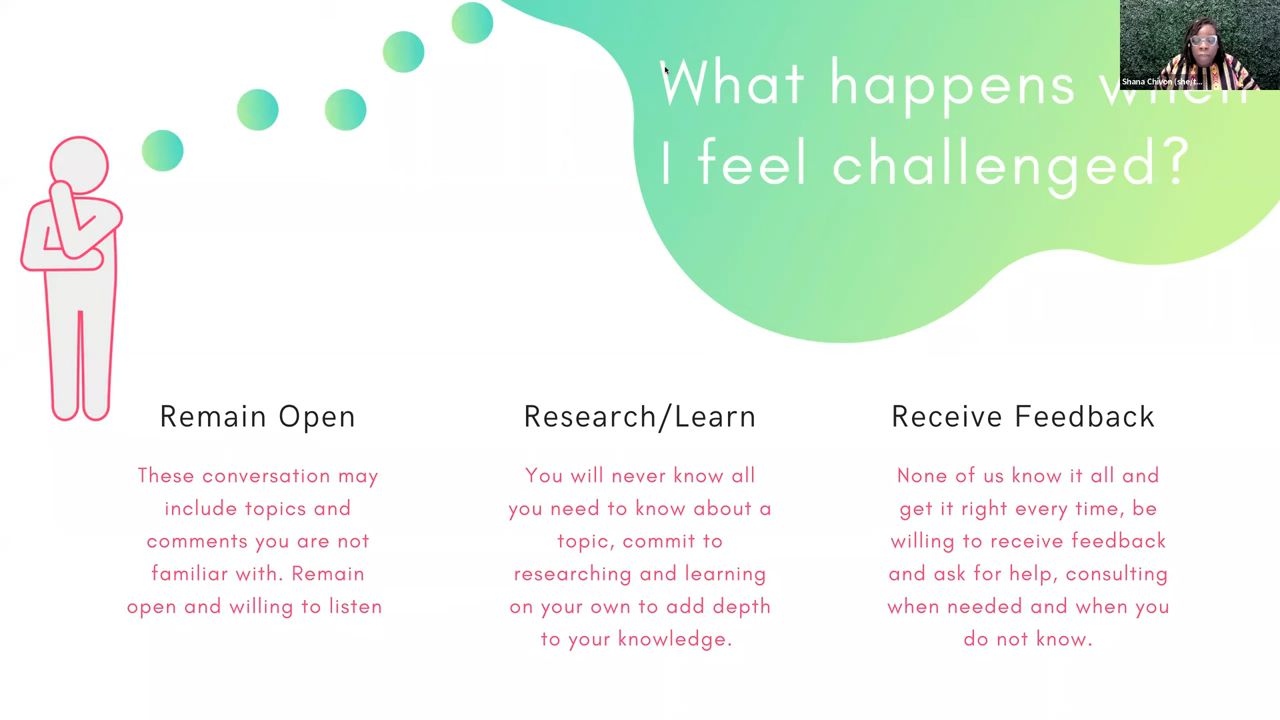 What happens when
I feel challenged?
Shana Chivon (she/t...
Remain Open
These conversation may
include topics and
comments you are not
familiar with. Remain
open and willing to listen
Research/Learn
You will never know all
you need to know about a
topic, commit to
researching and learning
on your own to add depth
to your knowledge.
Receive Feedback
None of us know it all and
get it right every time, be
willing to receive feedback
and ask for help, consulting
when needed and when you
do not know.